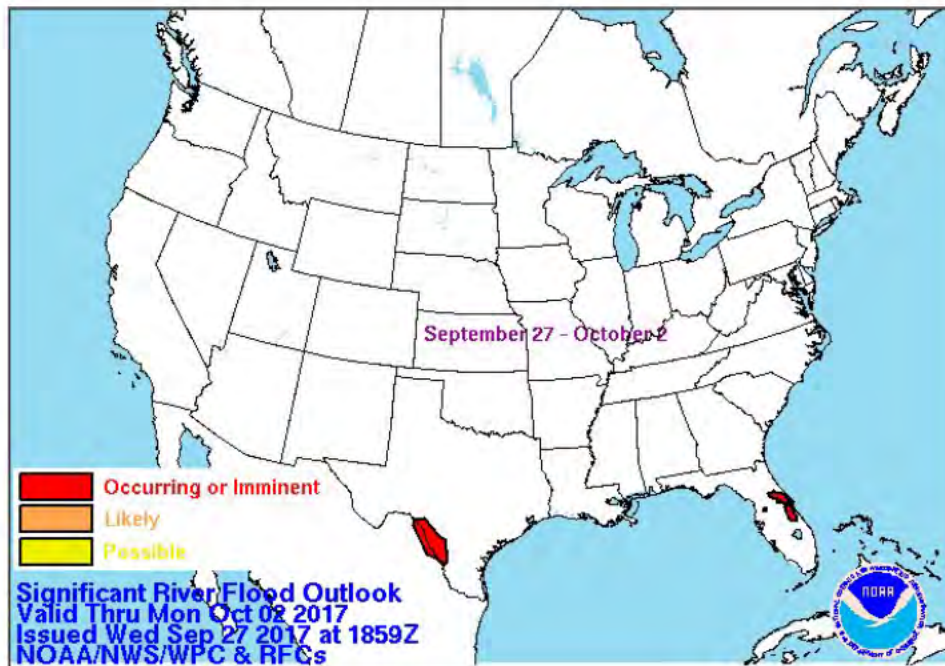 September 27 - October 2
Occurring or Imminent
Likely
Possible
Significant River Flood Outlook
Valid Thru Mon Oct 02 2017
Issued Wed Sep 27 2017 at 1859Z
NOAA/NWS/WPC & RFCs
NOAA